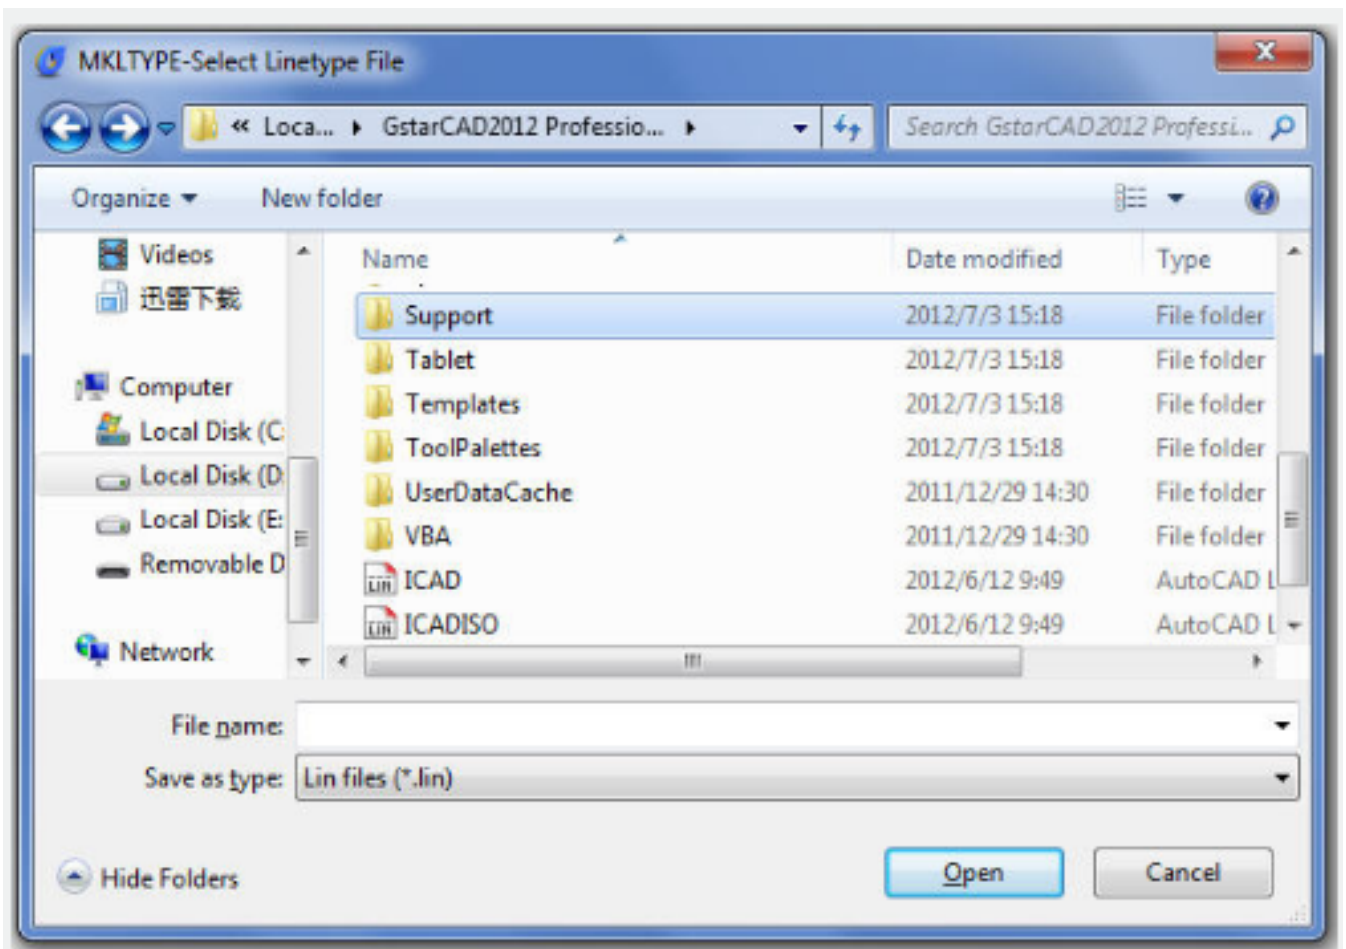 MKLTYPE-Select Linetype File
« Loca... GstarCAD2012 Professio...
Search GstarCAD2012 Professi...
Organize
New folder
Videos
迅雷下载
Computer
Local Disk (C:
Local Disk (D:
Local Disk (E:
Removable D
Network
Name Date modified Type
Support 2012/7/3 15:18 File folder
Tablet 2012/7/3 15:18 File folder
Templates 2012/7/3 15:18 File folder
ToolPalettes 2012/7/3 15:18 File folder
UserDataCache 2011/12/29 14:30 File folder
VBA 2011/12/29 14:30 File folder
LIN ICAD 2012/6/12 9:49 AutoCAD L
LIN ICADISO 2012/6/12 9:49 AutoCAD L
File name:
Save as type: Lin files (*.lin)
Hide Folders
Open
Cancel